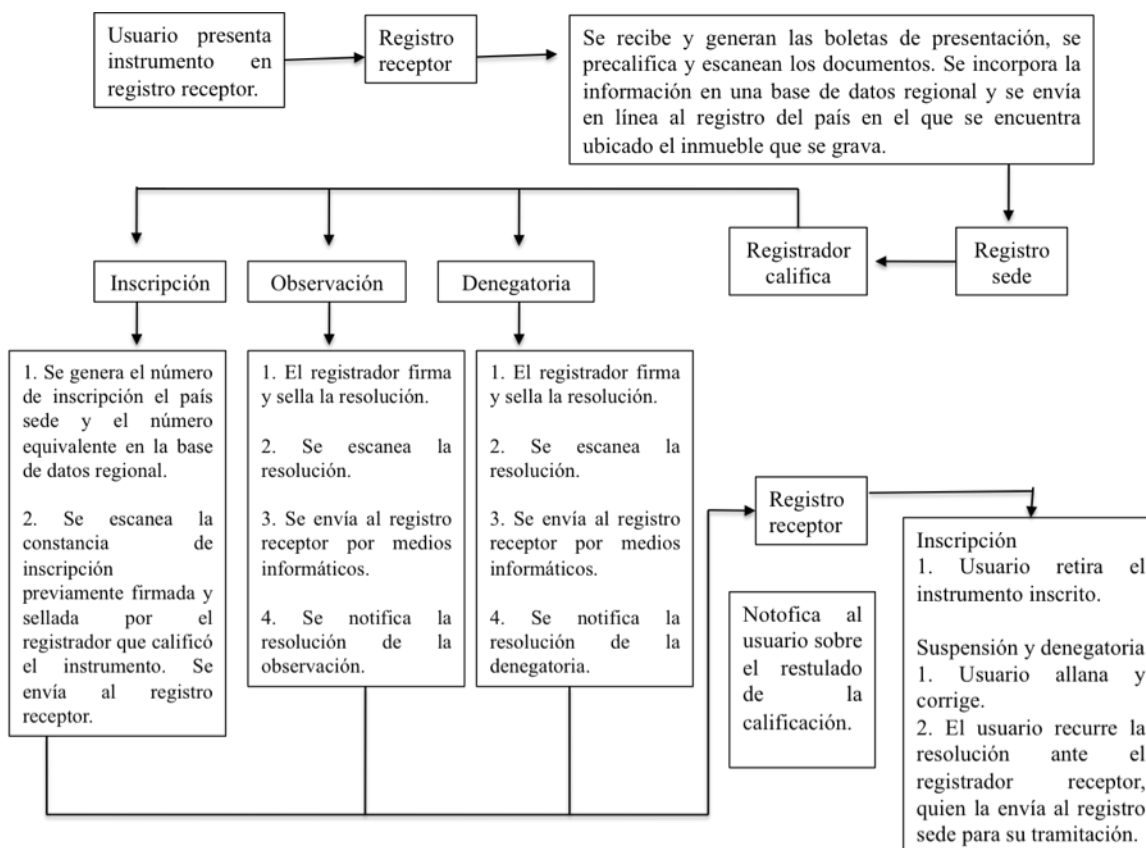 Usuario presenta
instrumento en
registro receptor.
Registro
receptor
Se recibe y generan las boletas de presentación, se
precalifica y escanean los documentos. Se incorpora la
información en una base de datos regional y se envía
en línea al registro del país en el que se encuentra
ubicado el inmueble que se grava.
Registro
sede
Registrador
califica
Inscripción
Observación
Denegatoria
1. Se genera el número
de inscripción el país
sede y el número
equivalente en la base
de datos regional.
2. Se escanea la
constancia de
inscripción
previamente firmada y
sellada por el
registrador que calificó
el instrumento. Se
envía al registro
receptor.
1. El registrador firma
y sella la resolución.
2. Se escanea la
resolución.
3. Se envía al registro
receptor por medios
informáticos.
4. Se notifica la
resolución de la
observación.
1. El registrador firma
y sella la resolución.
2. Se escanea la
resolución.
3. Se envía al registro
receptor por medios
informáticos.
4. Se notifica la
resolución de la
denegatoria.
Registro
receptor
Notofica al
usuario sobre
el restulado
de la
calificación.
Inscripción
1. Usuario retira el
instrumento inscrito.
Suspensión y denegatoria
1. Usuario allana y
corrige.
2. El usuario recurre la
resolución ante el
registrador receptor,
quien la envía al registro
sede para su tramitación.